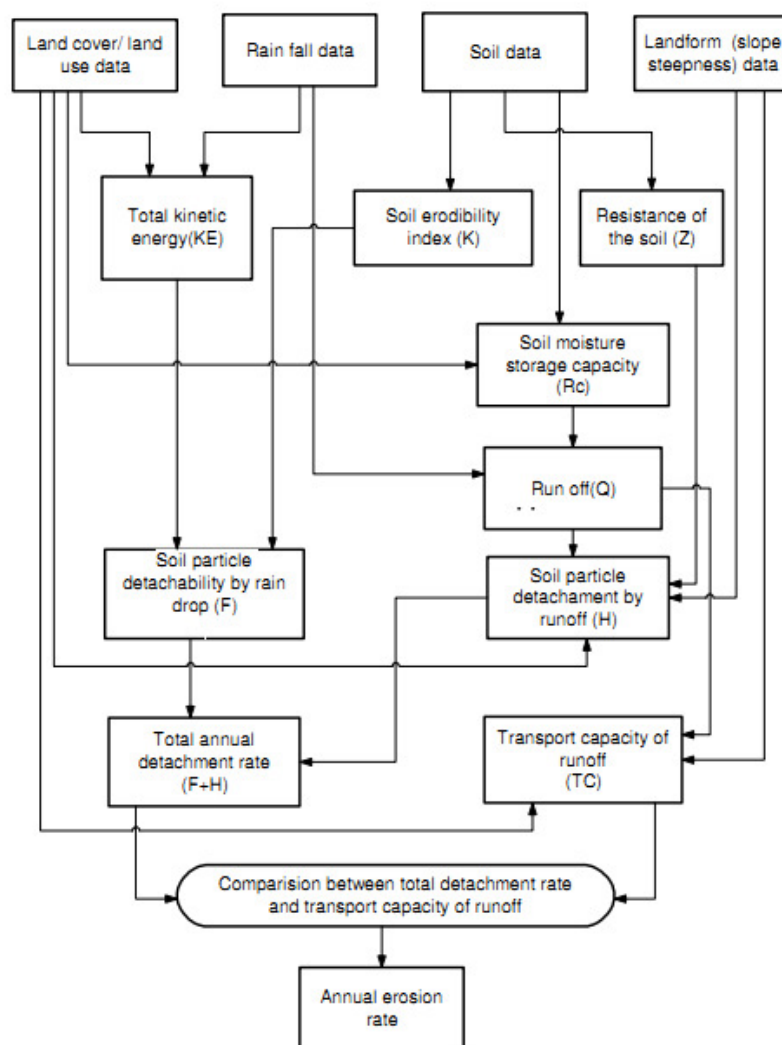 Land cover/ land
use data
Rain fall data
Soil data
Landform (slope
steepness) data
Total kinetic
energy(KE)
Soil erodibility
index (K)
Resistance of
the soil (Z)
Soil moisture
storage capacity
(Rc)
Run off(Q)
Soil particle
detachability by rain
drop (F)
Soil particle
detachament by
runoff (H)
Total annual
detachment rate
(F+H)
Transport capacity of
runoff
(TC)
Comparision between total detachment rate
and transport capacity of runoff
Annual erosion
rate